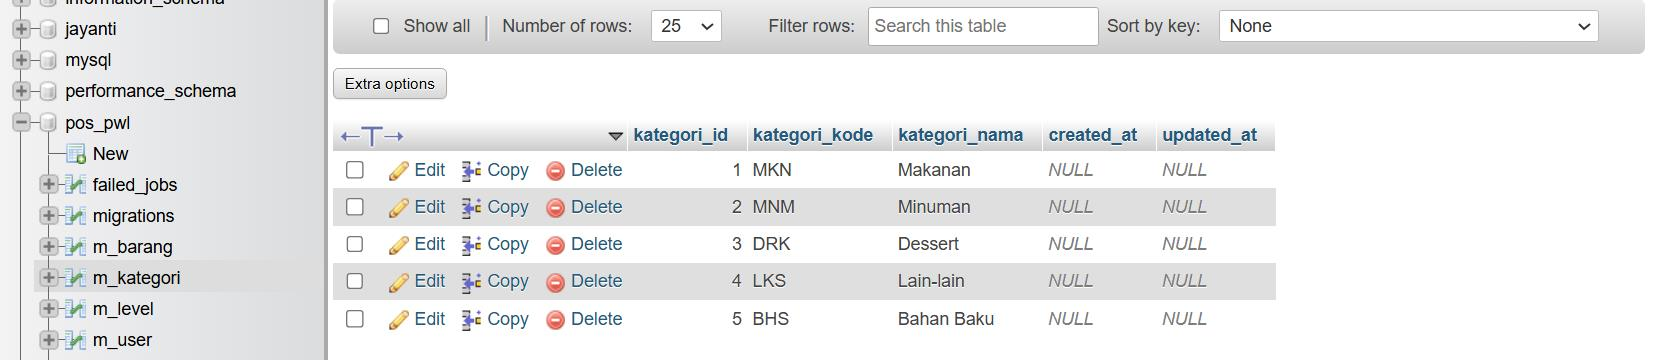 information_schema
jayanti
mysql
performance_schema
pos_pwl
New
failed_jobs
migrations
m_barang
m_kategori
m_level
m_user
Show all Number of rows: 25 Filter rows: Search this table Sort by key: None
Extra options
kategori_id kategori_kode kategori_nama created_at updated_at
Edit Copy Delete 1 MKN Makanan NULL NULL
Edit Copy Delete 2 MNM Minuman NULL NULL
Edit Copy Delete 3 DRK Dessert NULL NULL
Edit Copy Delete 4 LKS Lain-lain NULL NULL
Edit Copy Delete 5 BHS Bahan Baku NULL NULL